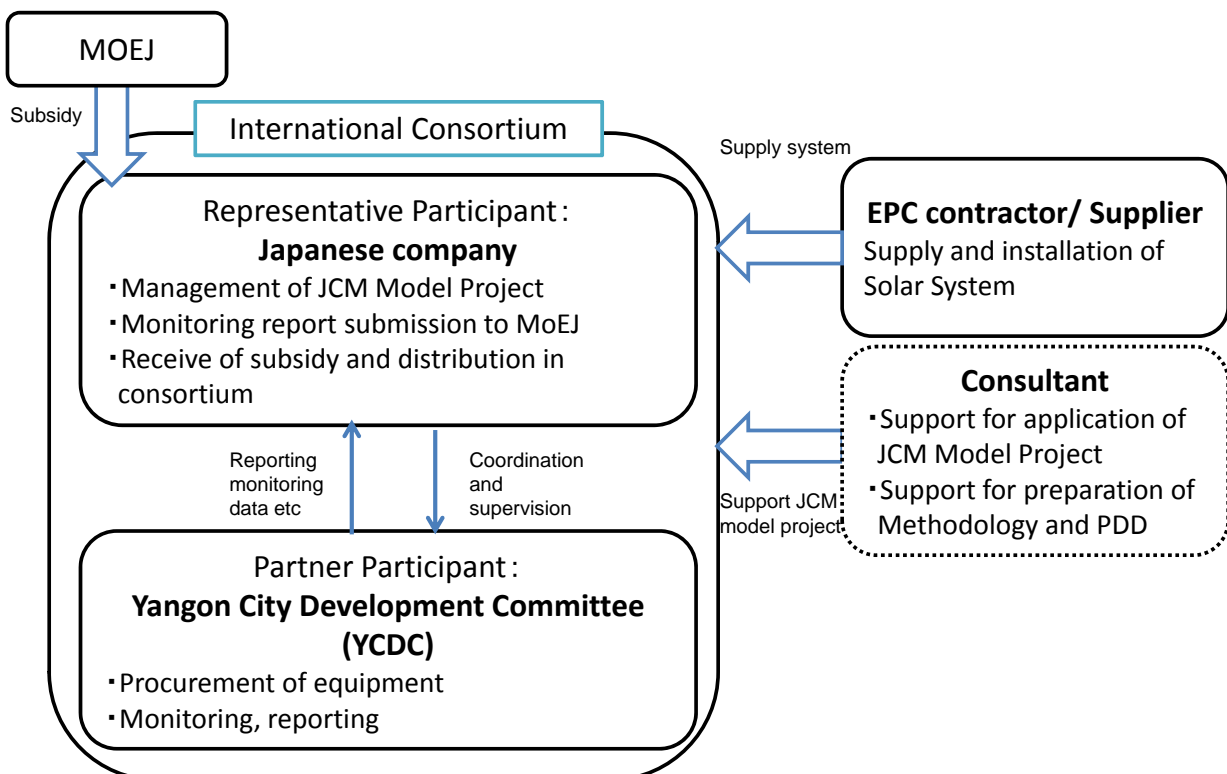 MOEJ
Subsidy
International Consortium
Representative Participant:
Japanese company
・Management of JCM Model Project
・Monitoring report submission to MoEJ
・Receive of subsidy and distribution in
consortium
Reporting
monitoring
data etc
Coordination
and
supervision
Partner Participant:
Yangon City Development Committee
(YCDC)
・Procurement of equipment
・Monitoring, reporting
Supply system
EPC contractor/ Supplier
Supply and installation of
Solar System
Support JCM
model project
Consultant
・Support for application of
JCM Model Project
・Support for preparation of
Methodology and PDD